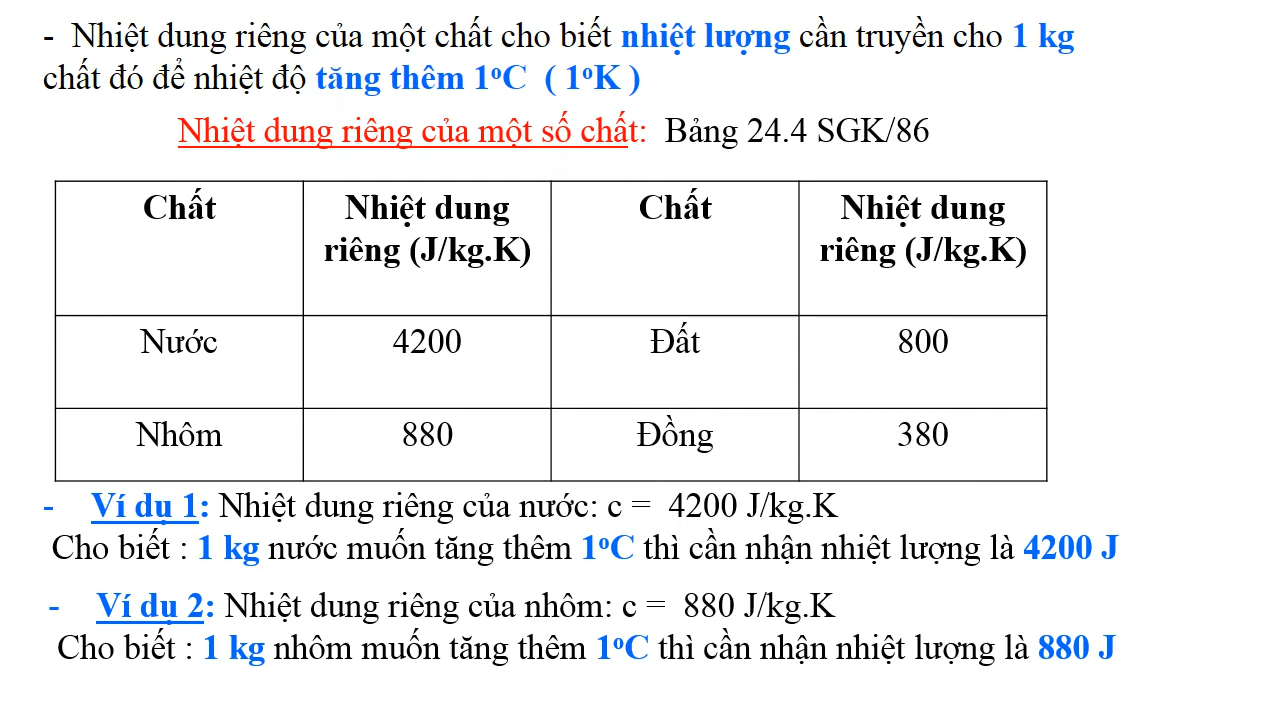 - Nhiệt dung riêng của một chất cho biết nhiệt lượng cần truyền cho 1 kg
chất đó để nhiệt độ tăng thêm 1ºC ( 1ºK )
Nhiệt dung riêng của một số chất: Bảng 24.4 SGK/86
Chất Nhiệt dung Chất Nhiệt dung
riêng (J/kg.K) riêng (J/kg.K)
Nước 4200 Đất 800
Nhôm 880 Đồng 380
- Ví dụ 1: Nhiệt dung riêng của nước: c = 4200 J/kg.K
Cho biết : 1 kg nước muốn tăng thêm 1ºC thì cần nhận nhiệt lượng là 4200 J
- Ví dụ 2: Nhiệt dung riêng của nhôm: c = 880 J/kg.K
Cho biết : 1 kg nhôm muốn tăng thêm 1ºC thì cần nhận nhiệt lượng là 880 J